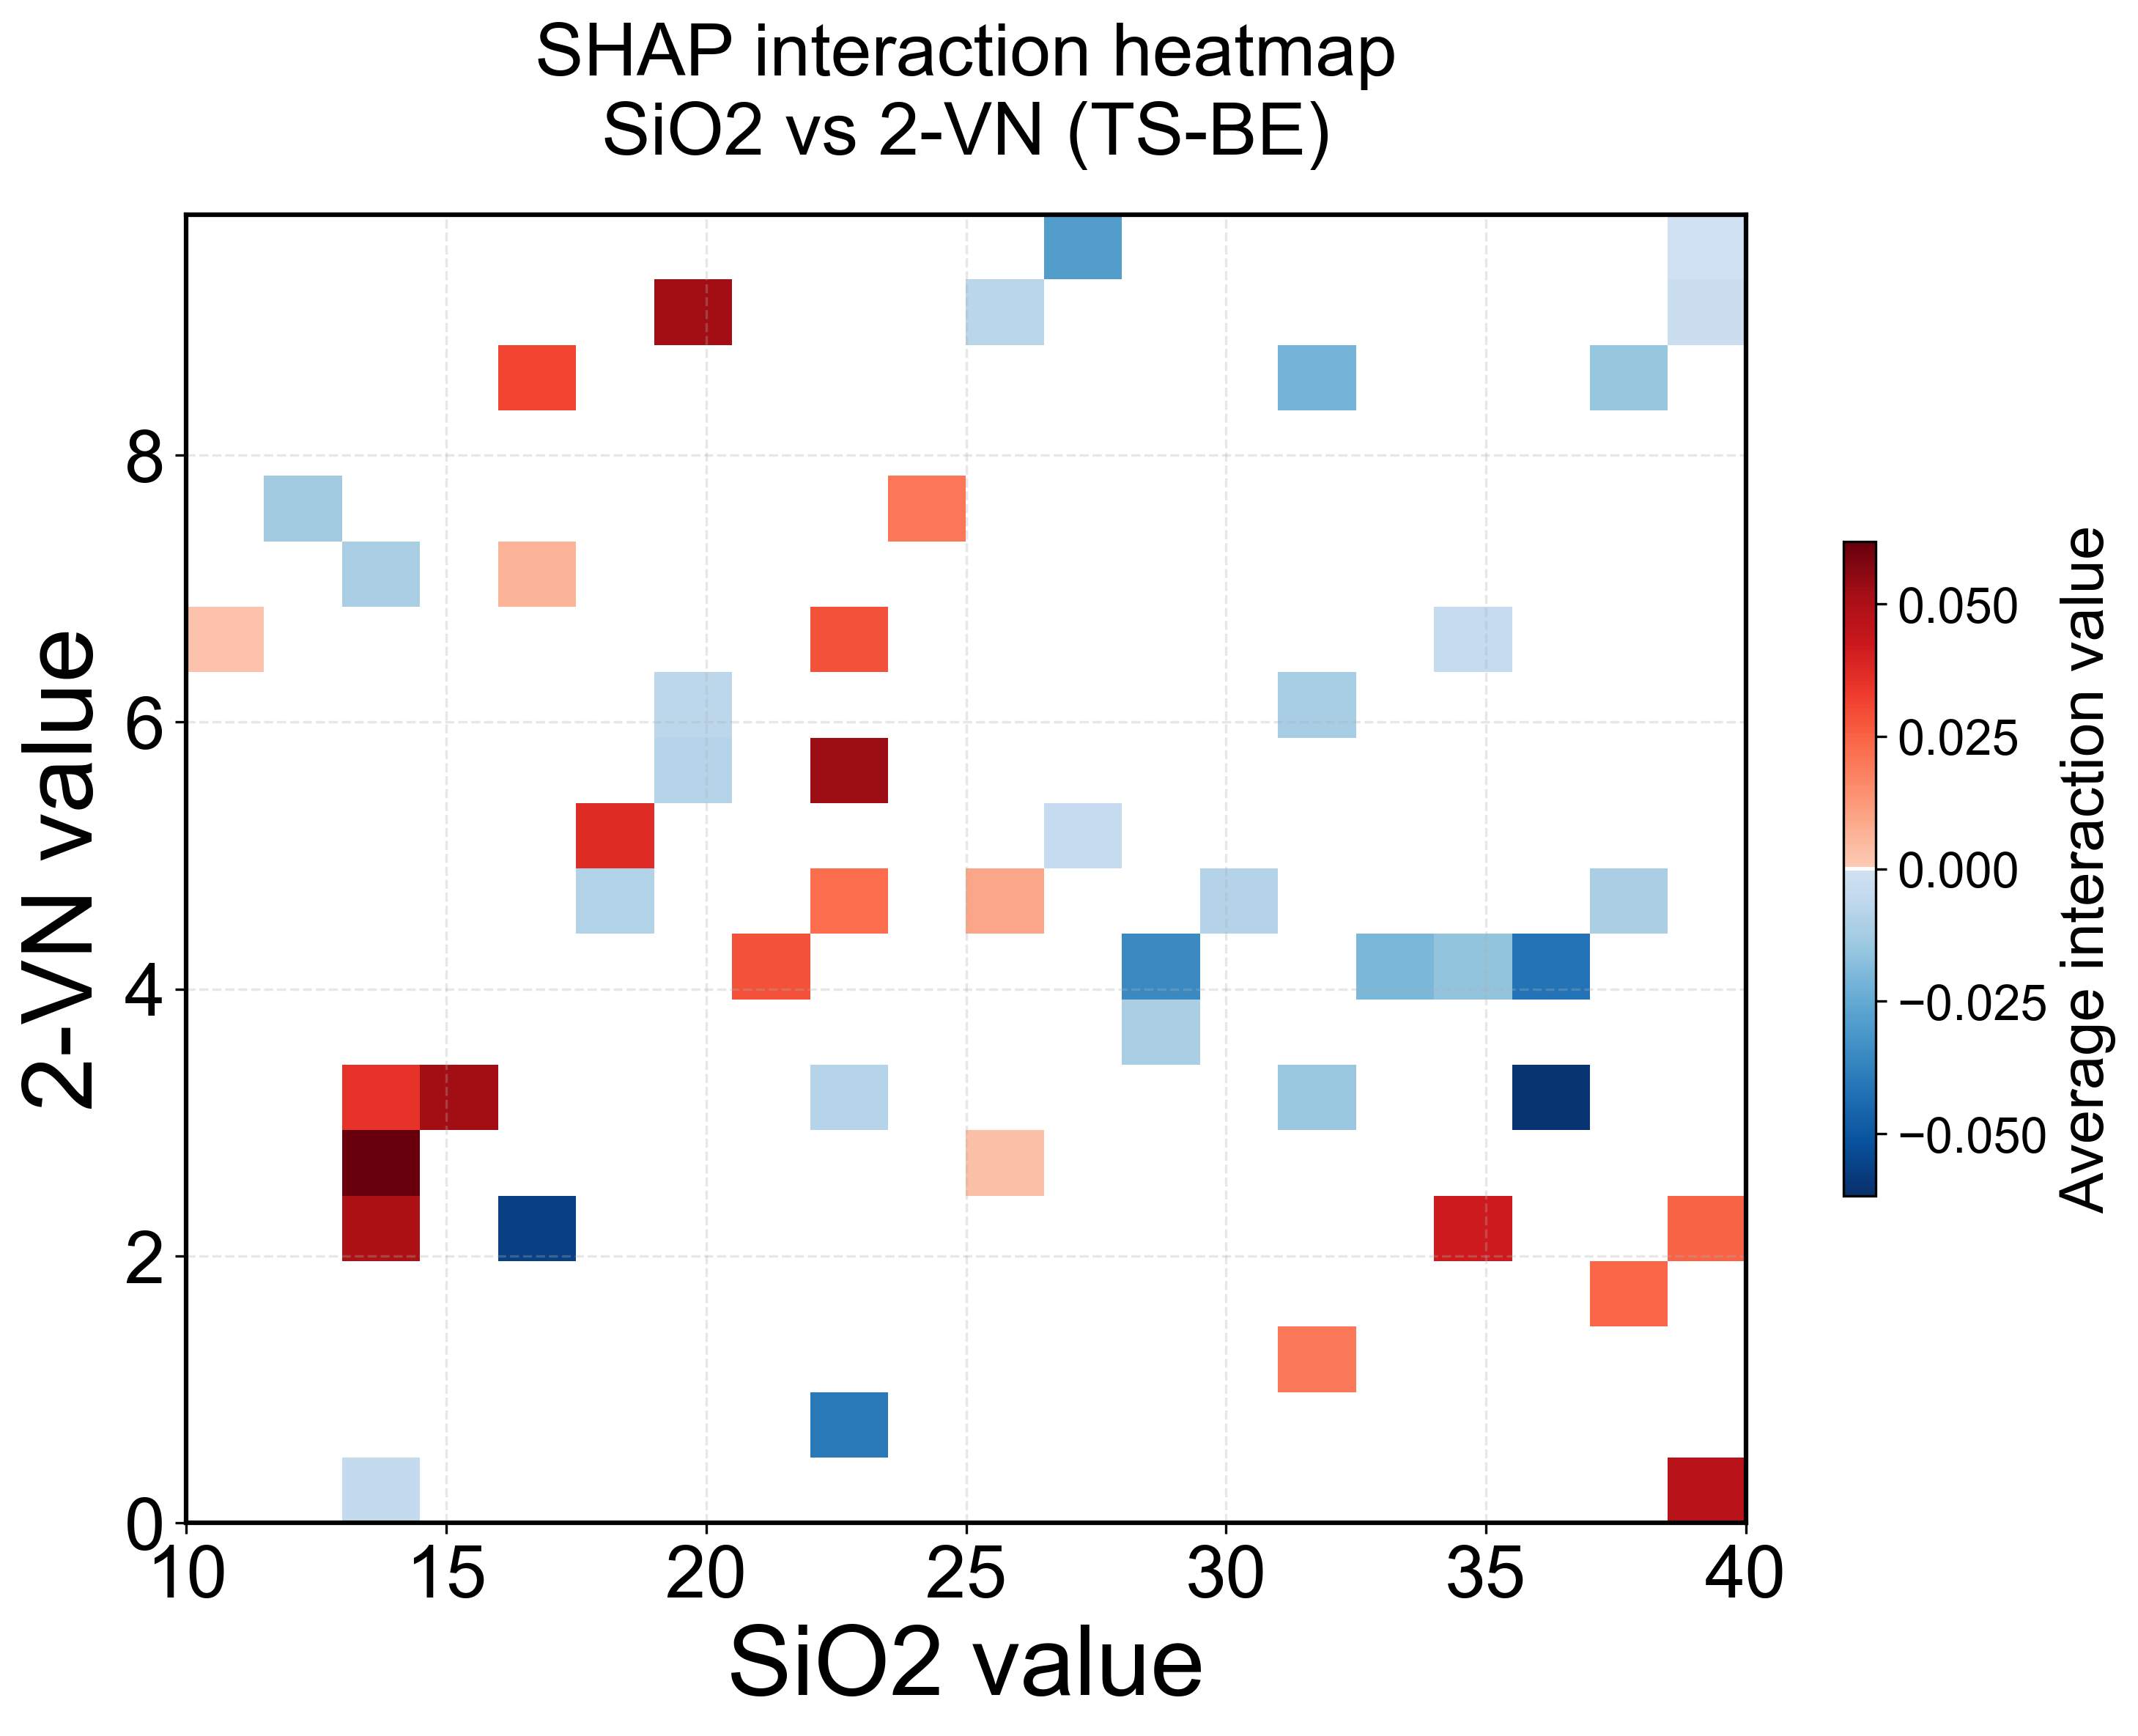 SHAP interaction heatmap
SiO2 vs 2-VN (TS-BE)
2-VN value
8
6
4
2
0
10 15 20 25 30 35 40
SiO2 value
0.050
0.025
0.000
−0.025
−0.050
Average interaction value